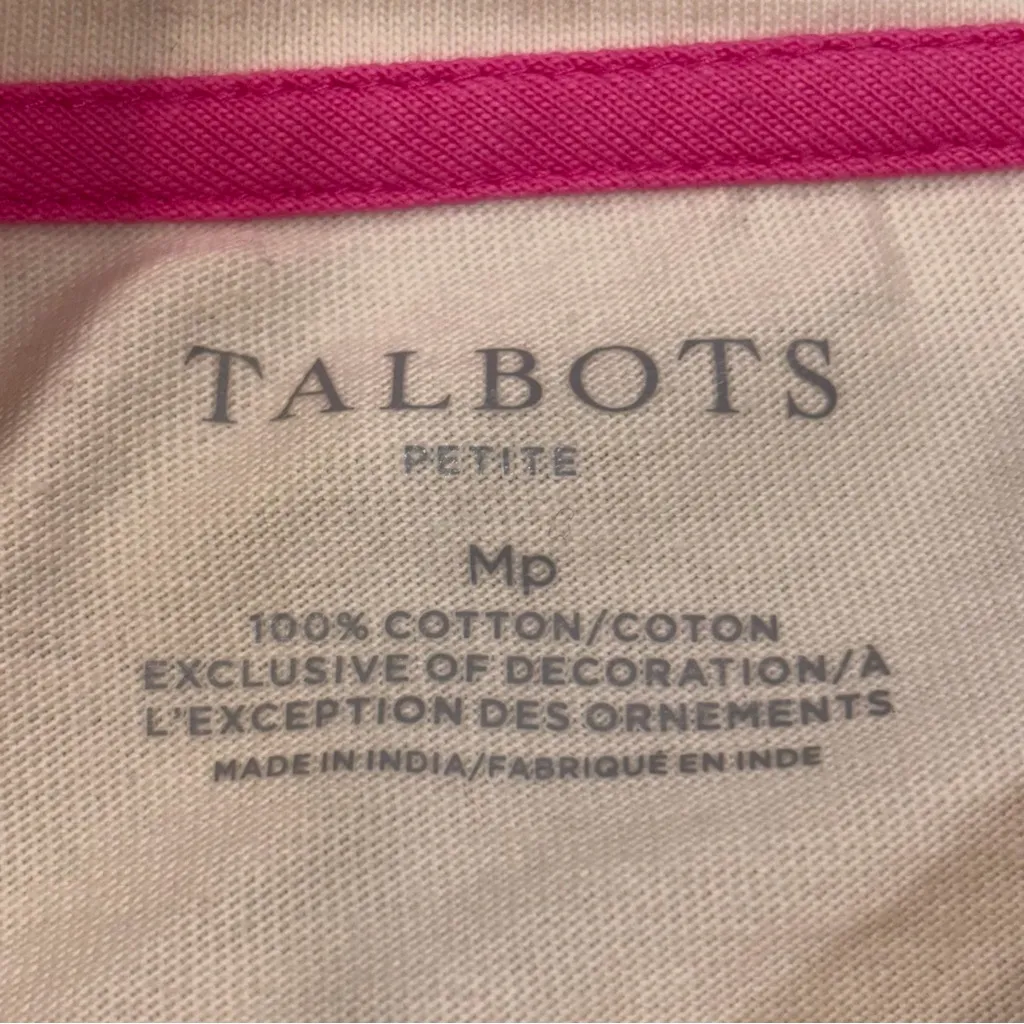 TALBOTS
PETITE
Mp
100% COTTON/COTON
EXCLUSIVE OF DECORATION/À
L'EXCEPTION DES ORNEMENTS
MADE IN INDIA/FABRIQUÉ EN INDE